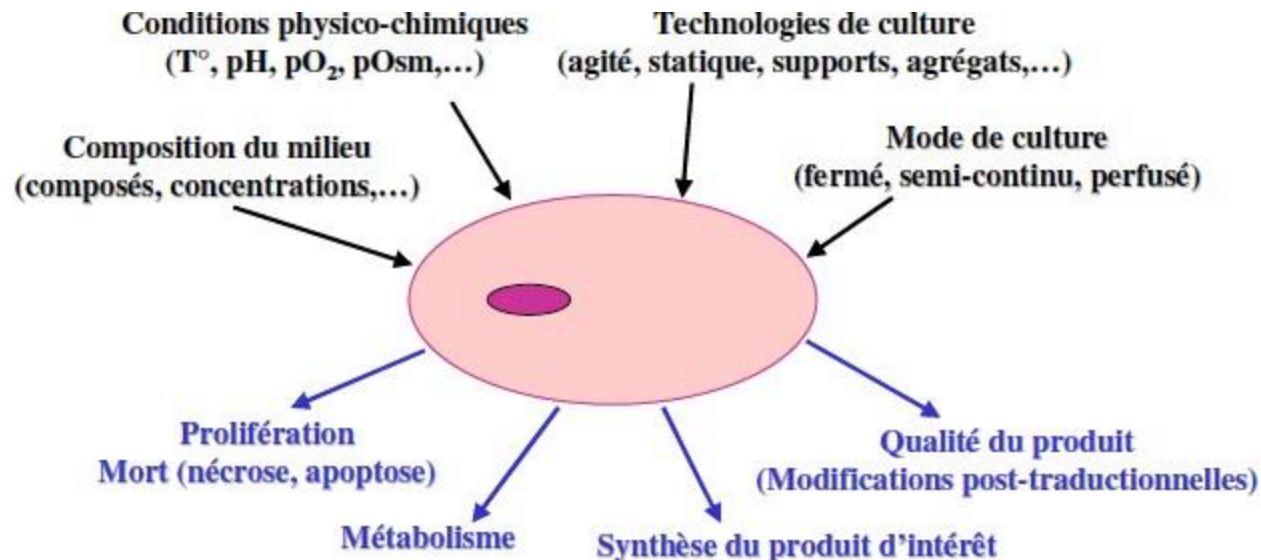 Conditions physico-chimiques
(T°, pH, pO₂, pOsm,…)
Technologies de culture
(agité, statique, supports, agrégats,…)
Composition du milieu
(composés, concentrations,…)
Mode de culture
(fermé, semi-continu, perfusé)
Prolifération
Mort (nécrose, apoptose)
Qualité du produit
(Modifications post-traductionnelles)
Métabolisme
Synthèse du produit d'intérêt